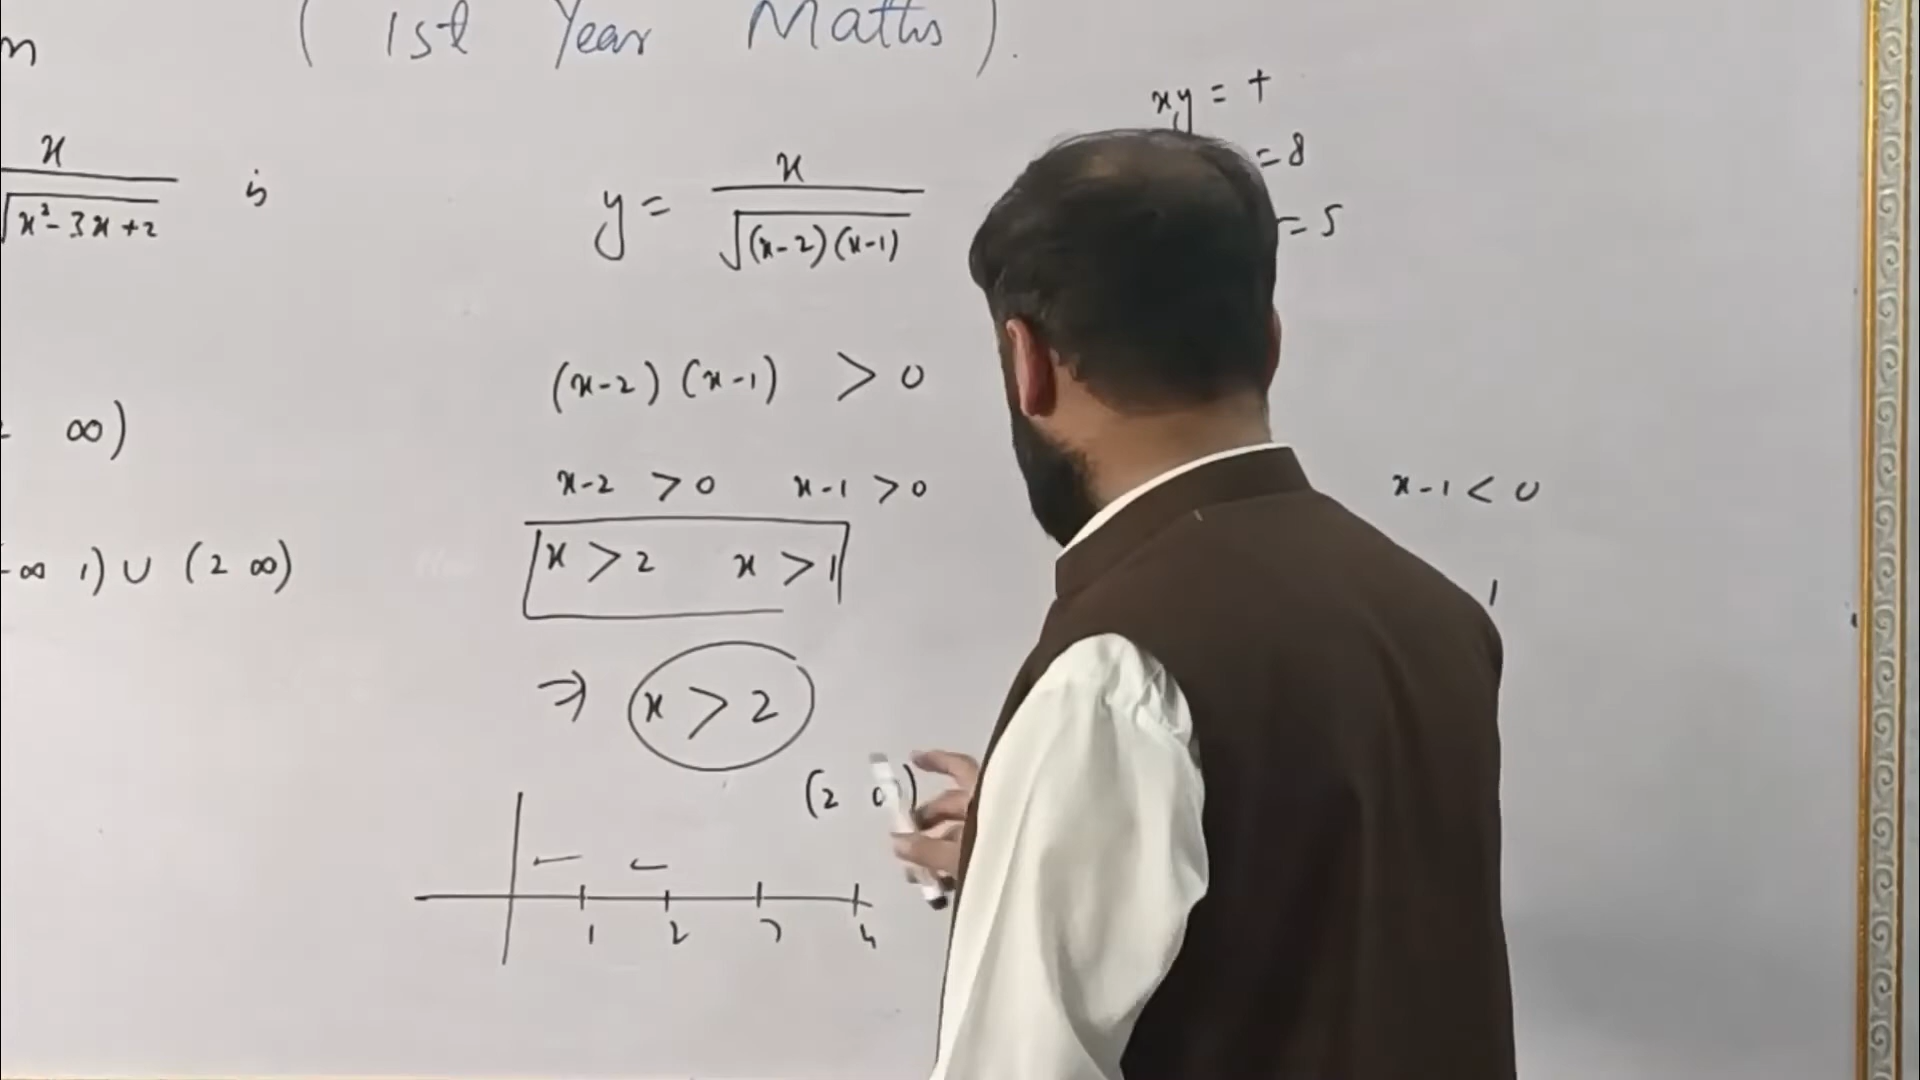 n
( 1st Year Maths ).
x
√x²-3x+2
is
∞)
-∞ 1) ∪ (2 ∞)
y = x
√(x-2)(x-1)
(x-2) (x-1) > 0
x-2 > 0 x-1 > 0
x > 2 x > 1
⇒ x > 2
(2
1 2 3 4
xy = +
= 8
= 5
x-1 < 0
1